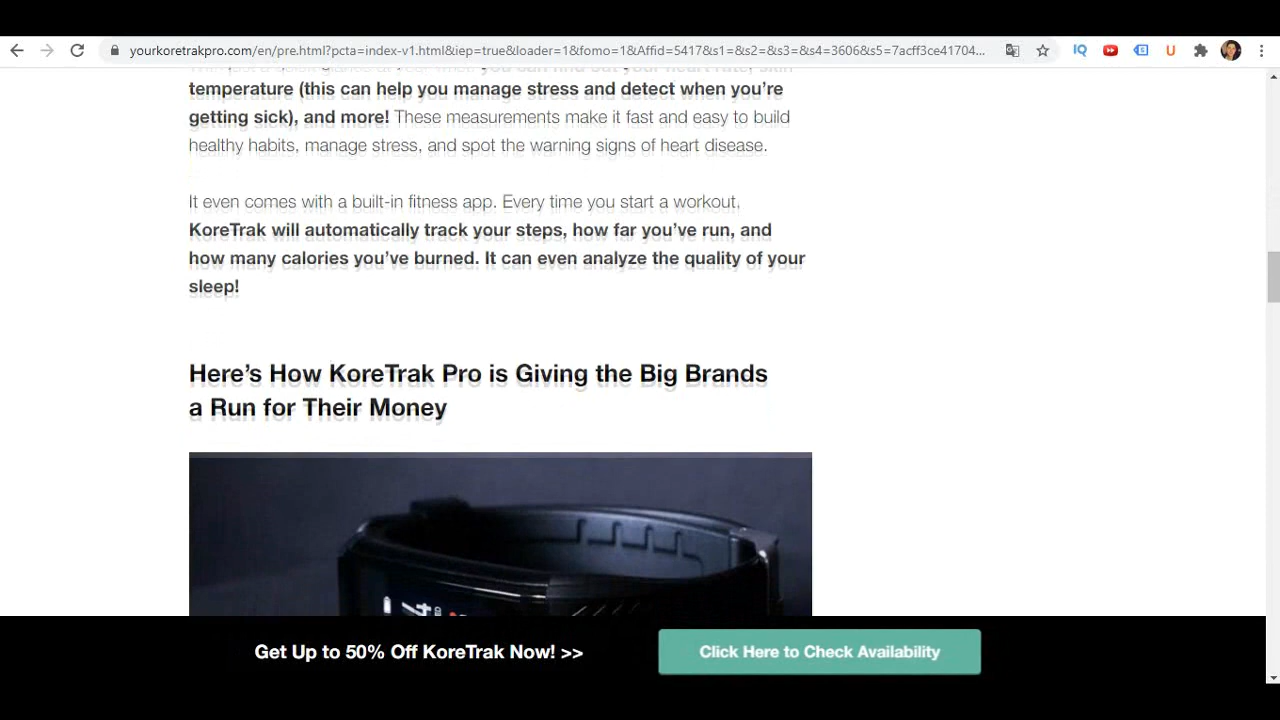 yourkoretrakpro.com/en/pre.html?pcta=index-v1.html&iep=true&loader=1&fomo=1&Affid=5417&s1=&s2=&s3=&s4=3606&s5=7acff3ce41704...
temperature (this can help you manage stress and detect when you’re
getting sick), and more! These measurements make it fast and easy to build
healthy habits, manage stress, and spot the warning signs of heart disease.
It even comes with a built-in fitness app. Every time you start a workout,
KoreTrak will automatically track your steps, how far you’ve run, and
how many calories you’ve burned. It can even analyze the quality of your
sleep!
Here’s How KoreTrak Pro is Giving the Big Brands
a Run for Their Money
Get Up to 50% Off KoreTrak Now! >>
Click Here to Check Availability